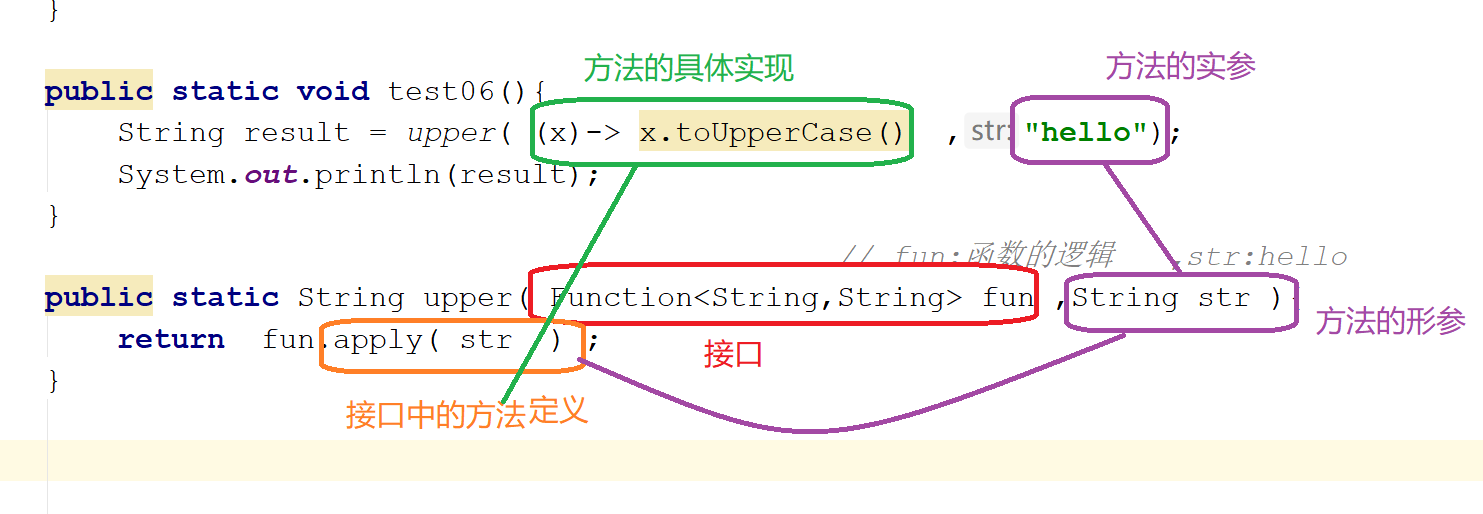 }
方法的具体实现
方法的实参
public static void test06(){
String result = upper( (x)-> x.toUpperCase() , str: "hello");
System.out.println(result);
}
// fun:函数的逻辑 ,str:hello
public static String upper( Function<String,String> fun ,String str ){
方法的形参
return fun.apply( str ) ;
接口
}
接口中的方法定义